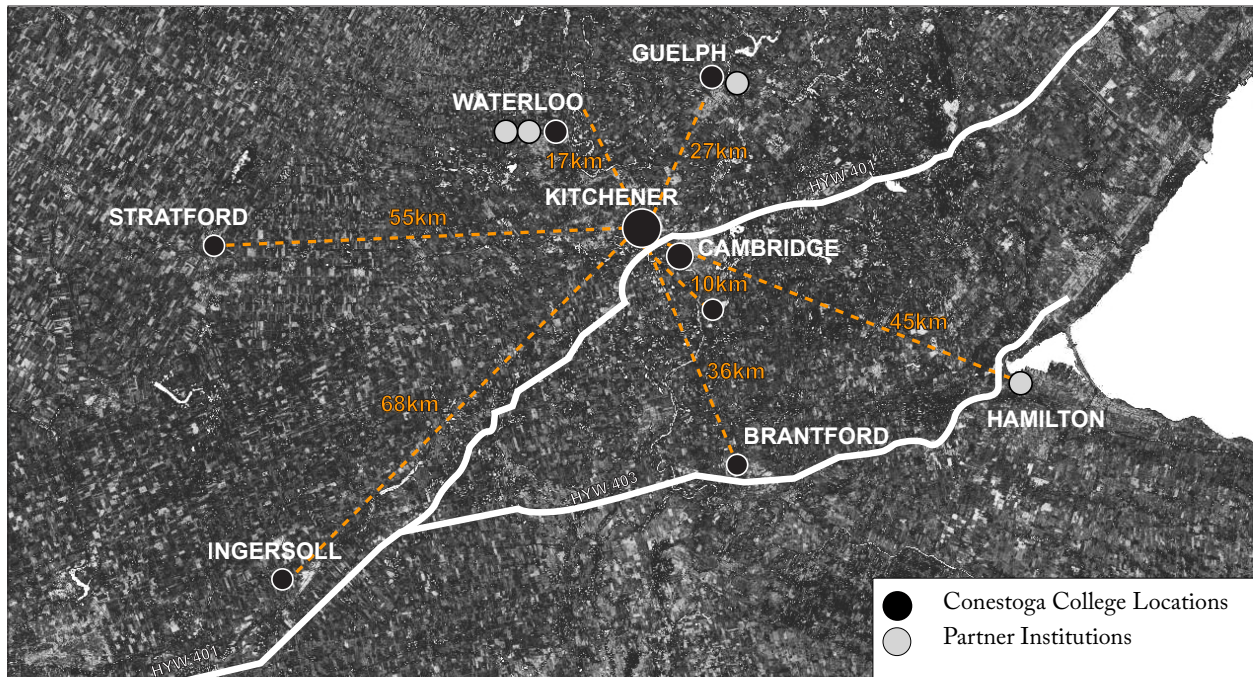 GUELPH
WATERLOO
27km
17km
HYW 401
KITCHENER
STRATFORD
55km
CAMBRIDGE
10km
45km
36km
68km
HAMILTON
BRANTFORD
HYW 403
INGERSOLL
HYW 401
Conestoga College Locations
Partner Institutions